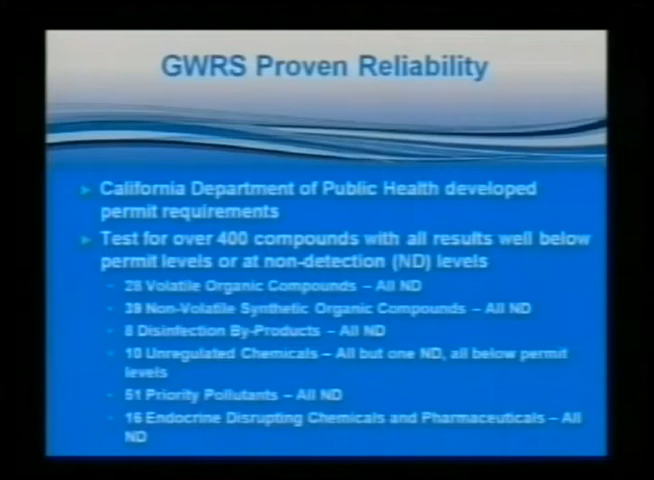 GWRS Proven Reliability
California Department of Public Health developed
permit requirements
Test for over 400 compounds with all results well below
permit levels or at non-detection (ND) levels
28 Volatile Organic Compounds – All ND
39 Non-Volatile Synthetic Organic Compounds – All ND
8 Disinfection By-Products – All ND
10 Unregulated Chemicals – All but one ND, all below permit
levels
51 Priority Pollutants – All ND
16 Endocrine Disrupting Chemicals and Pharmaceuticals – All
ND